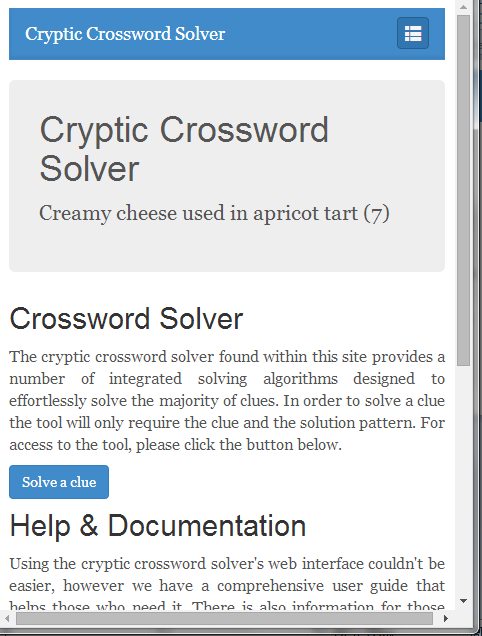 Cryptic Crossword Solver
Cryptic Crossword
Solver
Creamy cheese used in apricot tart (7)
Crossword Solver
The cryptic crossword solver found within this site provides a
number of integrated solving algorithms designed to
effortlessly solve the majority of clues. In order to solve a clue
the tool will only require the clue and the solution pattern. For
access to the tool, please click the button below.
Solve a clue
Help & Documentation
Using the cryptic crossword solver's web interface couldn't be
easier, however we have a comprehensive user guide that
helps those who need it. There is also information for those